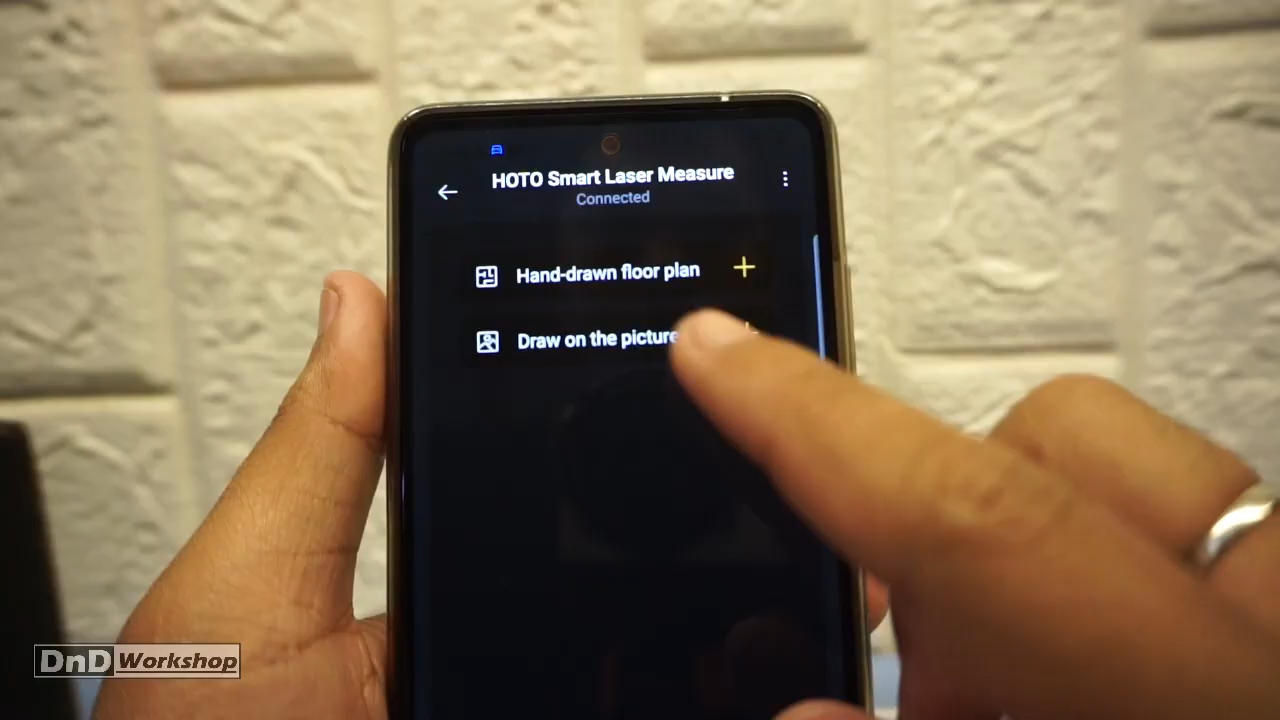 HOTO Smart Laser Measure
Connected
Hand-drawn floor plan
Draw on the picture
DnD Workshop